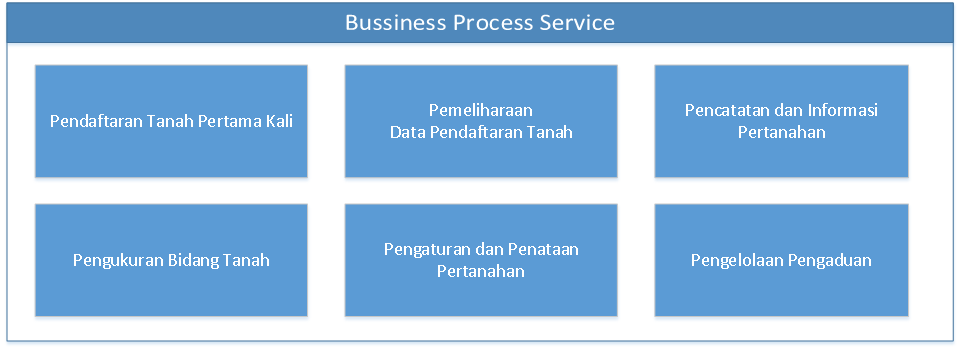 Bussiness Process Service
Pendaftaran Tanah Pertama Kali
Pemeliharaan
Data Pendaftaran Tanah
Pencatatan dan Informasi
Pertanahan
Pengukuran Bidang Tanah
Pengaturan dan Penataan
Pertanahan
Pengelolaan Pengaduan